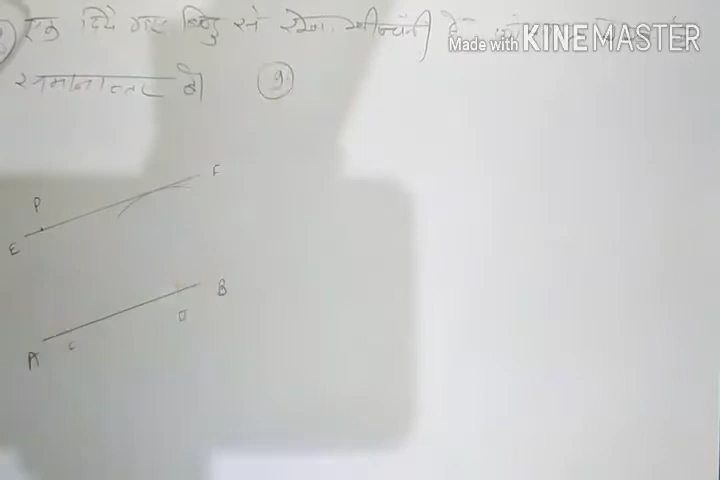 एक दिये गए बिन्दु से रेखा खींचनी है
Made with KINEMASTER
समानान्तर हो 9
F
P
E
B
D
C
A